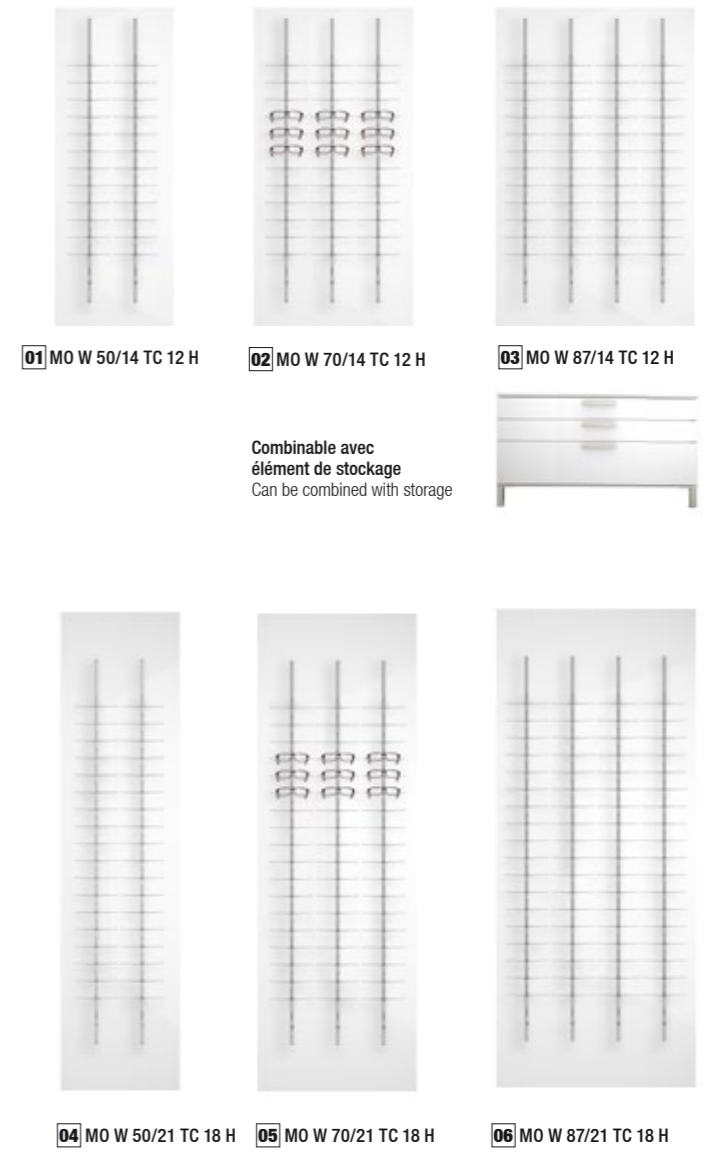 01 MO W 50/14 TC 12 H
02 MO W 70/14 TC 12 H
03 MO W 87/14 TC 12 H
Combinable avec
élément de stockage
Can be combined with storage
04 MO W 50/21 TC 18 H
05 MO W 70/21 TC 18 H
06 MO W 87/21 TC 18 H